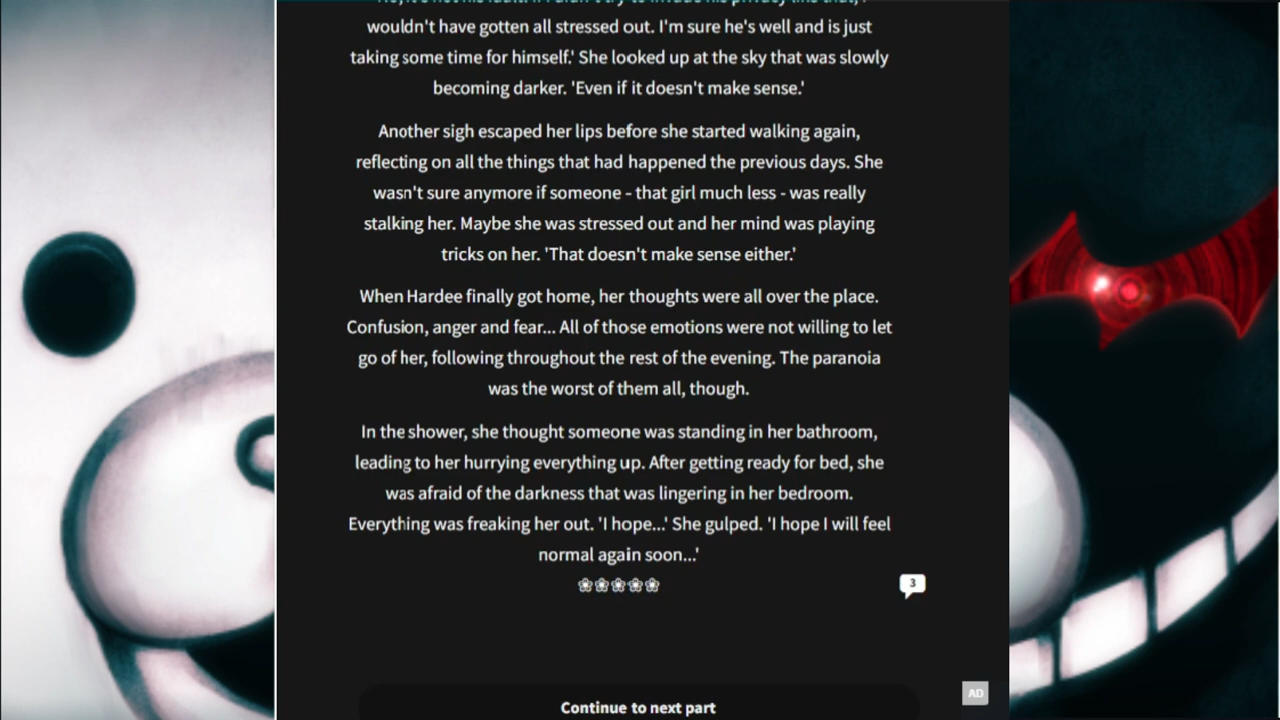 wouldn't have gotten all stressed out. I'm sure he's well and is just
taking some time for himself.' She looked up at the sky that was slowly
becoming darker. 'Even if it doesn't make sense.'
Another sigh escaped her lips before she started walking again,
reflecting on all the things that had happened the previous days. She
wasn't sure anymore if someone - that girl much less - was really
stalking her. Maybe she was stressed out and her mind was playing
tricks on her. 'That doesn't make sense either.'
When Hardee finally got home, her thoughts were all over the place.
Confusion, anger and fear... All of those emotions were not willing to let
go of her, following throughout the rest of the evening. The paranoia
was the worst of them all, though.
In the shower, she thought someone was standing in her bathroom,
leading to her hurrying everything up. After getting ready for bed, she
was afraid of the darkness that was lingering in her bedroom.
Everything was freaking her out. 'I hope...' She gulped. 'I hope I will feel
normal again soon...'
❀❀❀❀❀
3
AD
Continue to next part